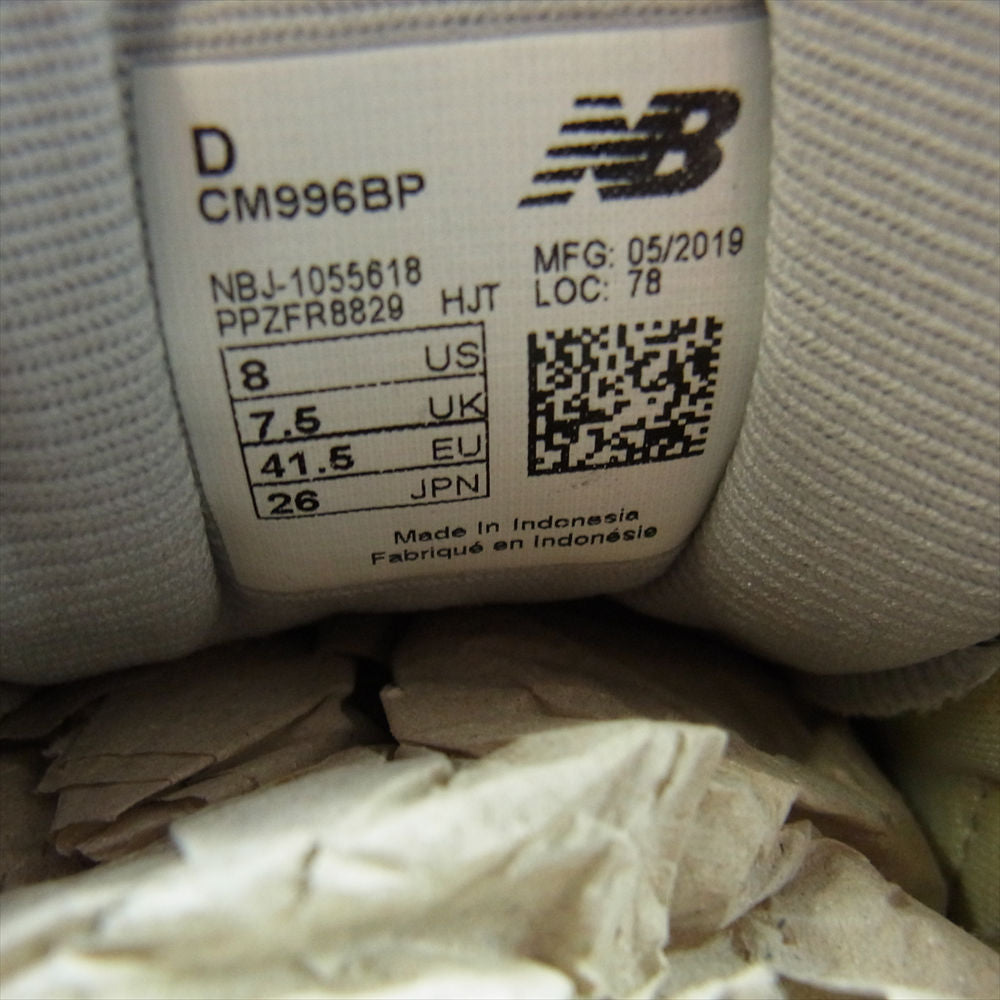 D
CM996BP
NB
NBJ-1055618
PPZFR8829 HJT
MFG: 05/2019
LOC: 78
8 US
7.5 UK
41.5 EU
26 JPN
Made In Indonesia
Fabriqué en Indonésie